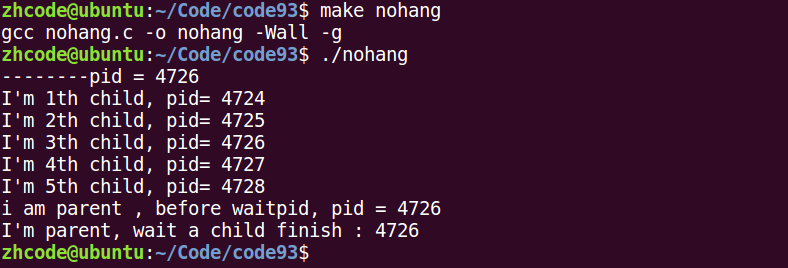 zhcode@ubuntu:~/Code/code93$ make nohang
gcc nohang.c -o nohang -Wall -g
zhcode@ubuntu:~/Code/code93$ ./nohang
--------pid = 4726
I'm 1th child, pid= 4724
I'm 2th child, pid= 4725
I'm 3th child, pid= 4726
I'm 4th child, pid= 4727
I'm 5th child, pid= 4728
i am parent , before waitpid, pid = 4726
I'm parent, wait a child finish : 4726
zhcode@ubuntu:~/Code/code93$